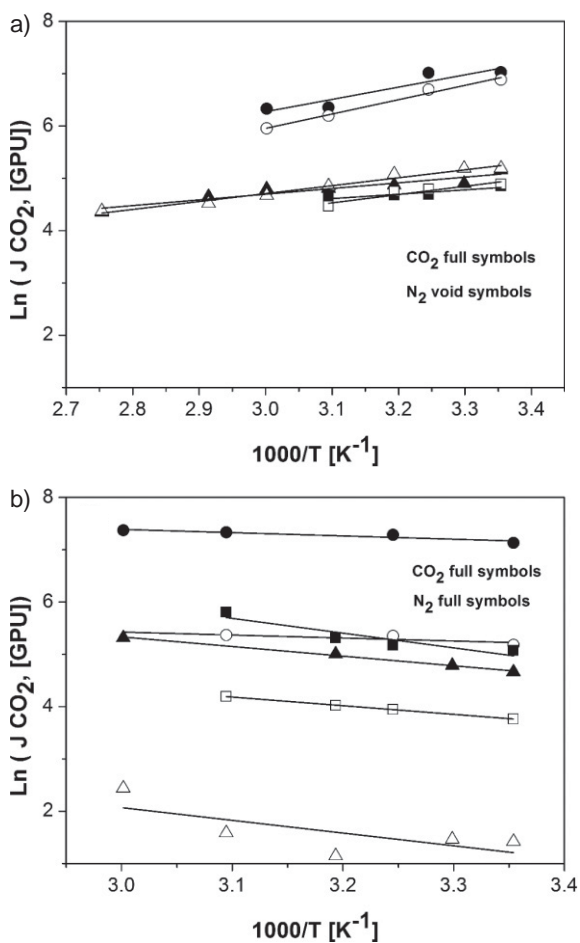 a)
8
6
4
2
Ln ( J CO₂, [GPU])
CO₂ full symbols
N₂ void symbols
2.7 2.8 2.9 3.0 3.1 3.2 3.3 3.4
1000/T [K⁻¹]
b)
8
6
4
2
Ln ( J CO₂, [GPU])
CO₂ full symbols
N₂ full symbols
3.0 3.1 3.2 3.3 3.4
1000/T [K⁻¹]